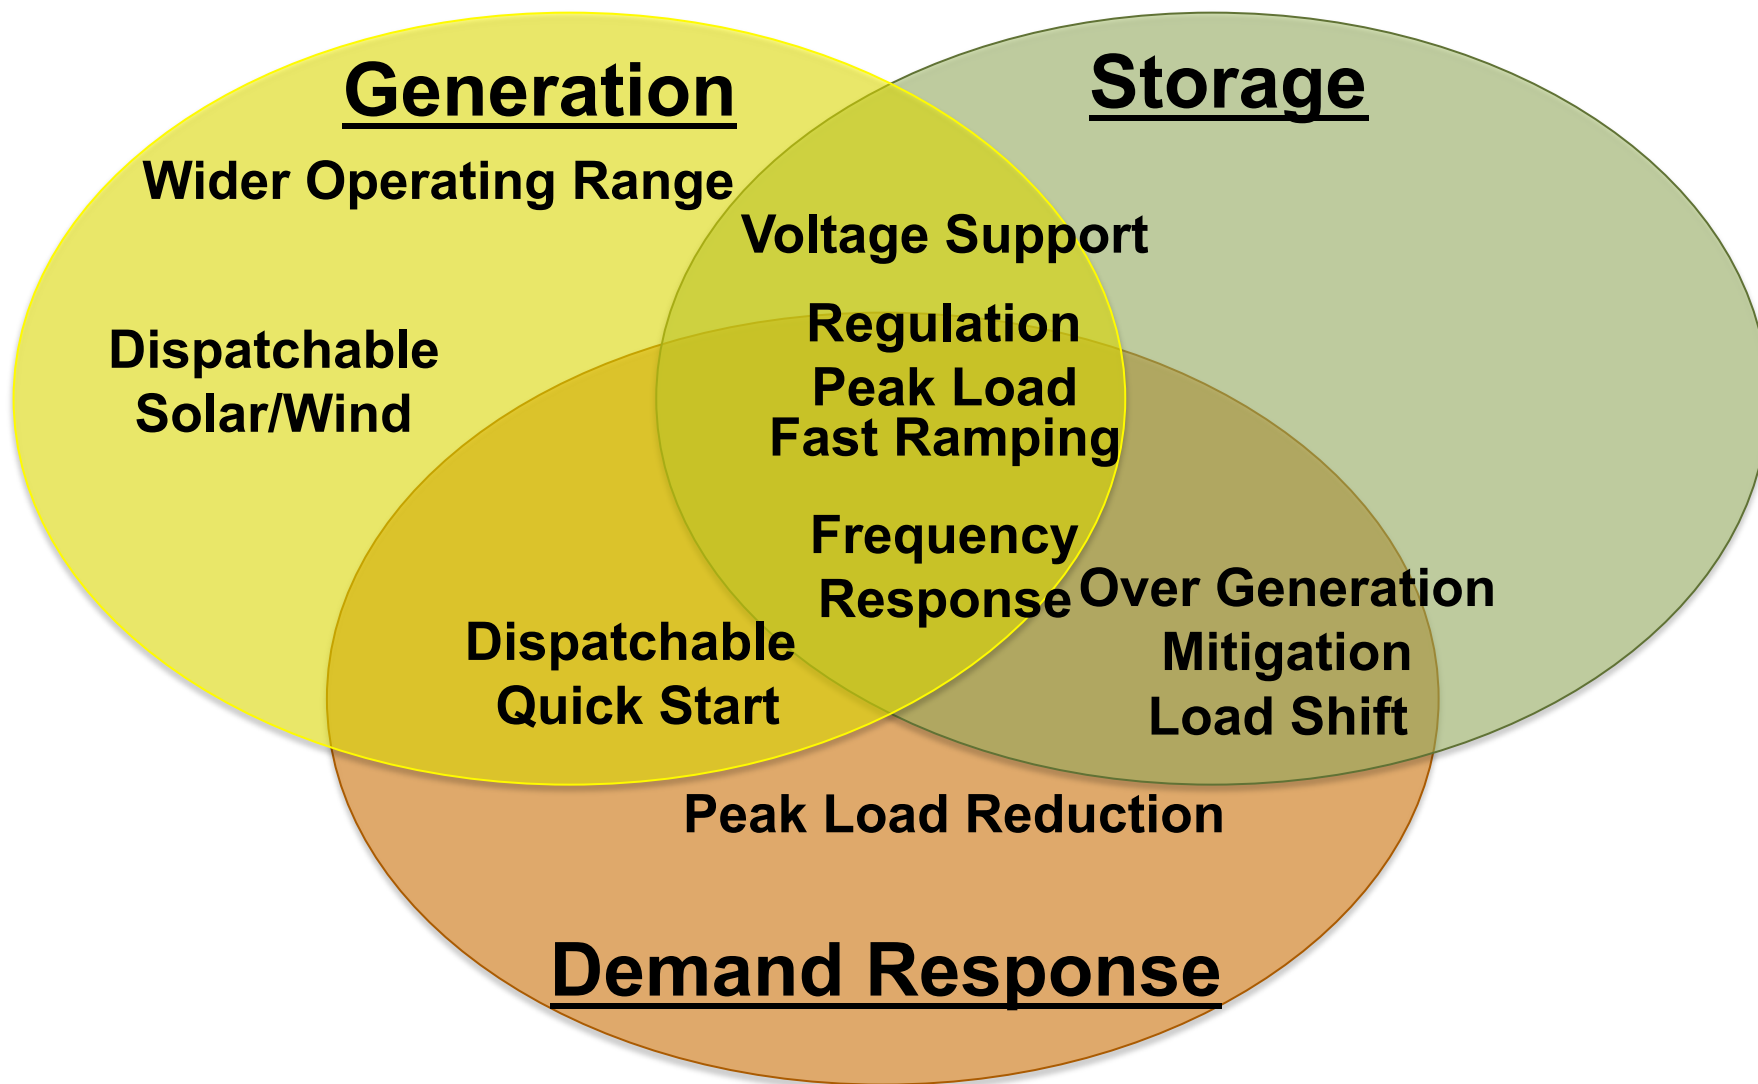 Generation
Storage
Wider Operating Range
Voltage Support
Dispatchable
Solar/Wind
Regulation
Peak Load
Fast Ramping
Frequency
Response
Over Generation
Mitigation
Load Shift
Dispatchable
Quick Start
Peak Load Reduction
Demand Response